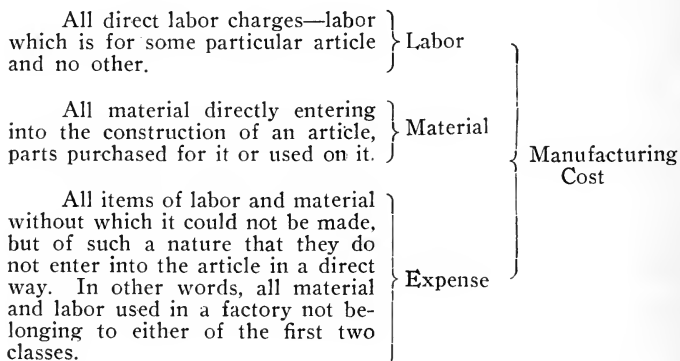 All direct labor charges—labor
which is for some particular article
and no other.
Labor
All material directly entering
into the construction of an article,
parts purchased for it or used on it.
Material
All items of labor and material
without which it could not be made,
but of such a nature that they do
not enter into the article in a direct
way. In other words, all material
and labor used in a factory not be-
longing to either of the first two
classes.
Expense
Manufacturing
Cost